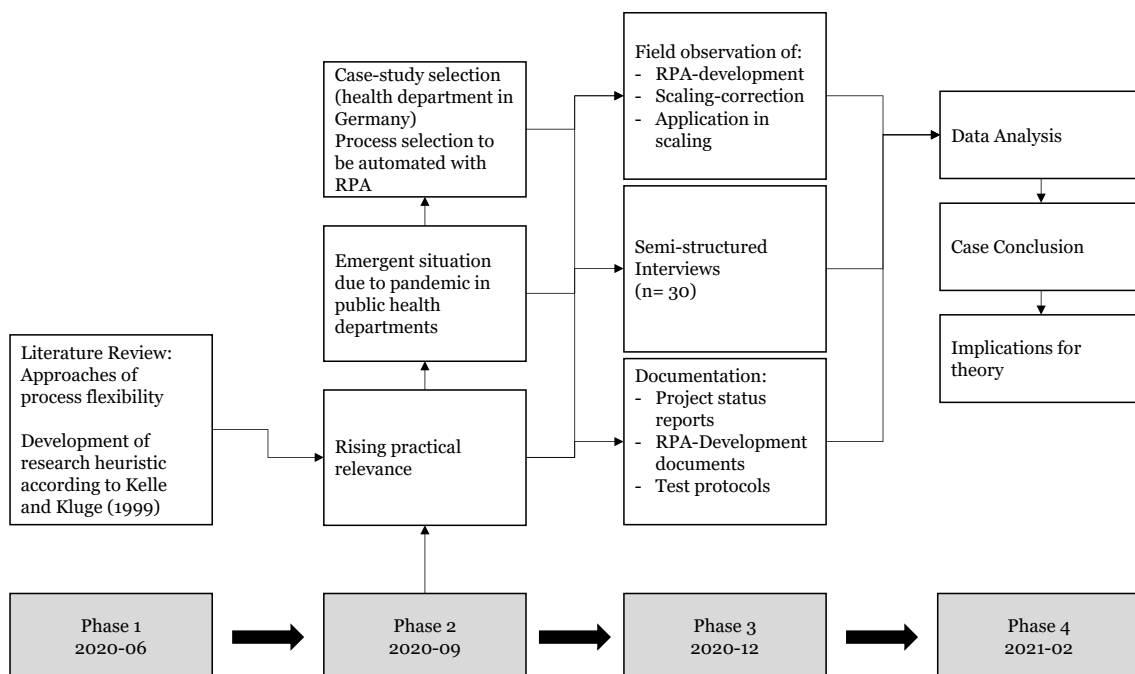 Literature Review:
Approaches of
process flexibility
Development of
research heuristic
according to Kelle
and Kluge (1999)
Case-study selection
(health department in
Germany)
Process selection to
be automated with
RPA
Emergent situation
due to pandemic in
public health
departments
Rising practical
relevance
Field observation of:
- RPA-development
- Scaling-correction
- Application in
scaling
Semi-structured
Interviews
(n= 30)
Documentation:
- Project status
reports
- RPA-Development
documents
- Test protocols
Data Analysis
Case Conclusion
Implications for
theory
Phase 1
2020-06
Phase 2
2020-09
Phase 3
2020-12
Phase 4
2021-02